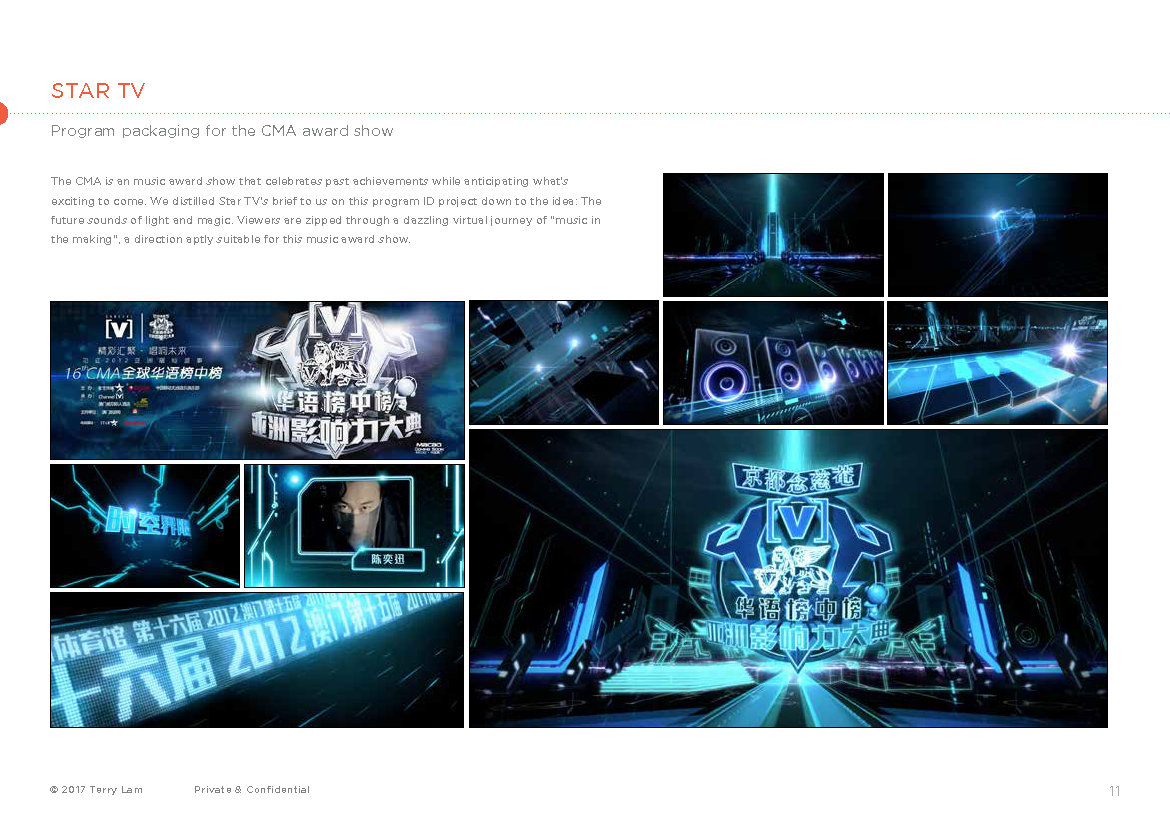 STAR TV
Program packaging for the CMA award show
The CMA is an music award show that celebrates past achievements while anticipating what's
exciting to come. We distilled Star TV's brief to us on this program ID project down to the idea: The
future sounds of light and magic. Viewers are zipped through a dazzling virtual journey of "music in
the making", a direction aptly suitable for this music award show.
[V]
精彩汇聚·唱响未来
16th CMA全球华语榜中榜
Channel [V]
[V]
华语榜中榜
亚洲影响力大典
MACAO
COMING SOON
时空界限
陈奕迅
体育馆 第十六届 2012 澳门第十五届 2012
十六届 2012 澳门第十五届 2012
京都念慈菴
[V]
华语榜中榜
亚洲影响力大典
© 2017 Terry Lam
Private & Confidential
11